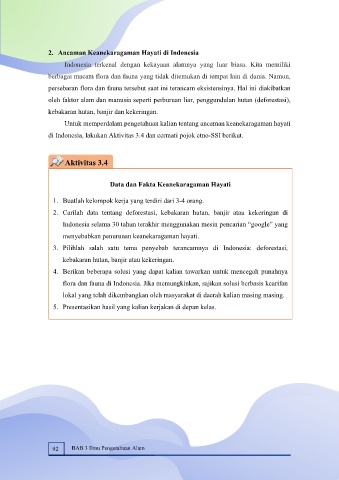 2. Ancaman Keanekaragaman Hayati di Indonesia
Indonesia terkenal dengan kekayaan alamnya yang luar biasa. Kita memiliki
berbagai macam flora dan fauna yang tidak ditemukan di tempat lain di dunia. Namun,
persebaran flora dan fauna tersebut saat ini terancam eksistensinya. Hal ini diakibatkan
oleh faktor alam dan manusia seperti perburuan liar, penggundulan hutan (deforestasi),
kebakaran hutan, banjir dan kekeringan.
Untuk memperdalam pengetahuan kalian tentang ancaman keanekaragaman hayati
di Indonesia, lakukan Aktivitas 3.4 dan cermati pojok etno-SSI berikut.
Aktivitas 3.4
Data dan Fakta Keanekaragaman Hayati
1. Buatlah kelompok kerja yang terdiri dari 3-4 orang.
2. Carilah data tentang deforestasi, kebakaran hutan, banjir atau kekeringan di
Indonesia selama 30 tahun terakhir menggunakan mesin pencarian “google” yang
menyebabkan penurunan keanekaragaman hayati.
3. Pilihlah salah satu tema penyebab terancamnya di Indonesia: deforestasi,
kebakaran hutan, banjir atau kekeringan.
4. Berikan beberapa solusi yang dapat kalian tawarkan untuk mencegah punahnya
flora dan fauna di Indonesia. Jika memungkinkan, sajikan solusi berbasis kearifan
lokal yang telah dikembangkan oleh masyarakat di daerah kalian masing masing.
5. Presentasikan hasil yang kalian kerjakan di depan kelas.
92 BAB 3 Ilmu Pengetahuan Alam